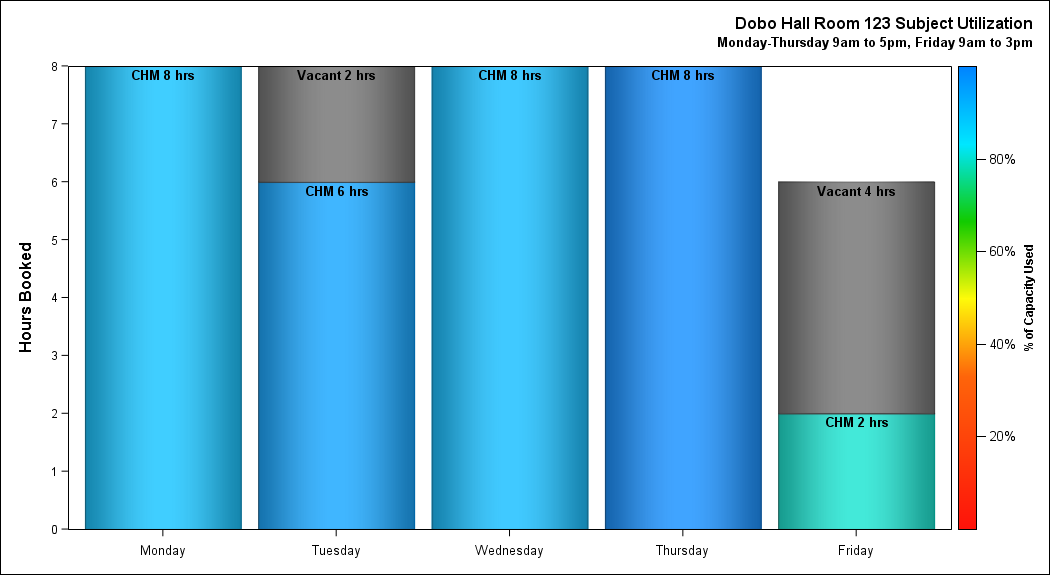 Dobo Hall Room 123 Subject Utilization
Monday-Thursday 9am to 5pm, Friday 9am to 3pm
Hours Booked
8
7
6
5
4
3
2
1
0
CHM 8 hrs
Vacant 2 hrs
CHM 6 hrs
CHM 8 hrs
CHM 8 hrs
Vacant 4 hrs
CHM 2 hrs
Monday
Tuesday
Wednesday
Thursday
Friday
80%
60%
40%
20%
% of Capacity Used